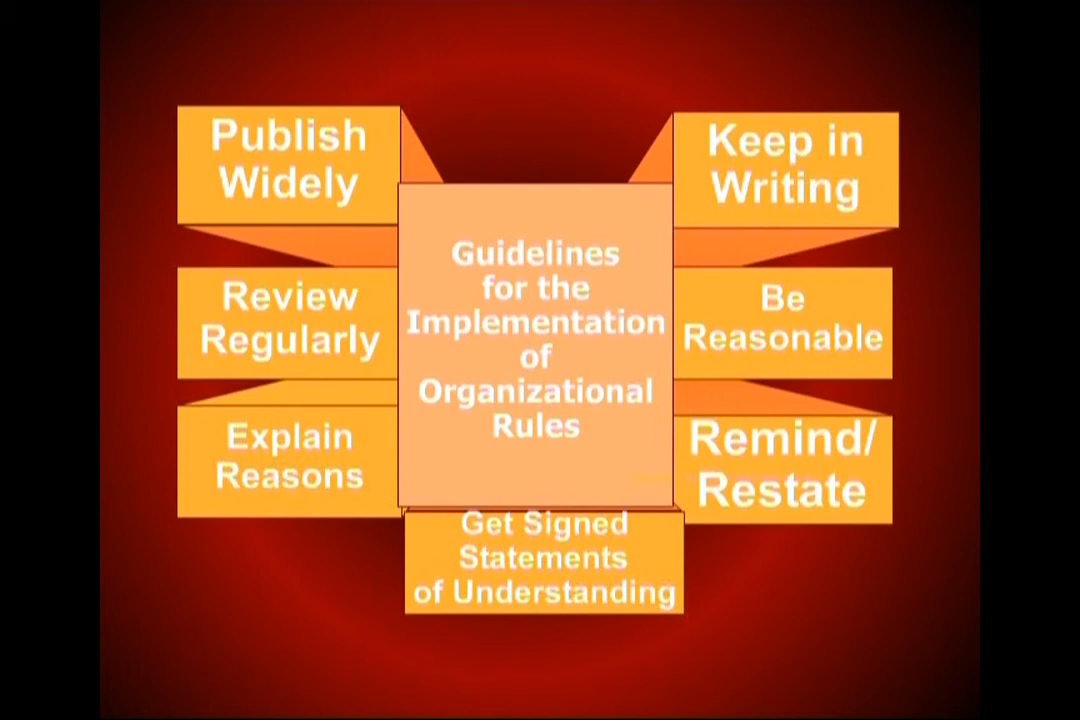 Publish
Widely
Keep in
Writing
Guidelines
for the
Implementation
of
Organizational
Rules
Review
Regularly
Be
Reasonable
Explain
Reasons
Remind/
Restate
Get Signed
Statements
of Understanding